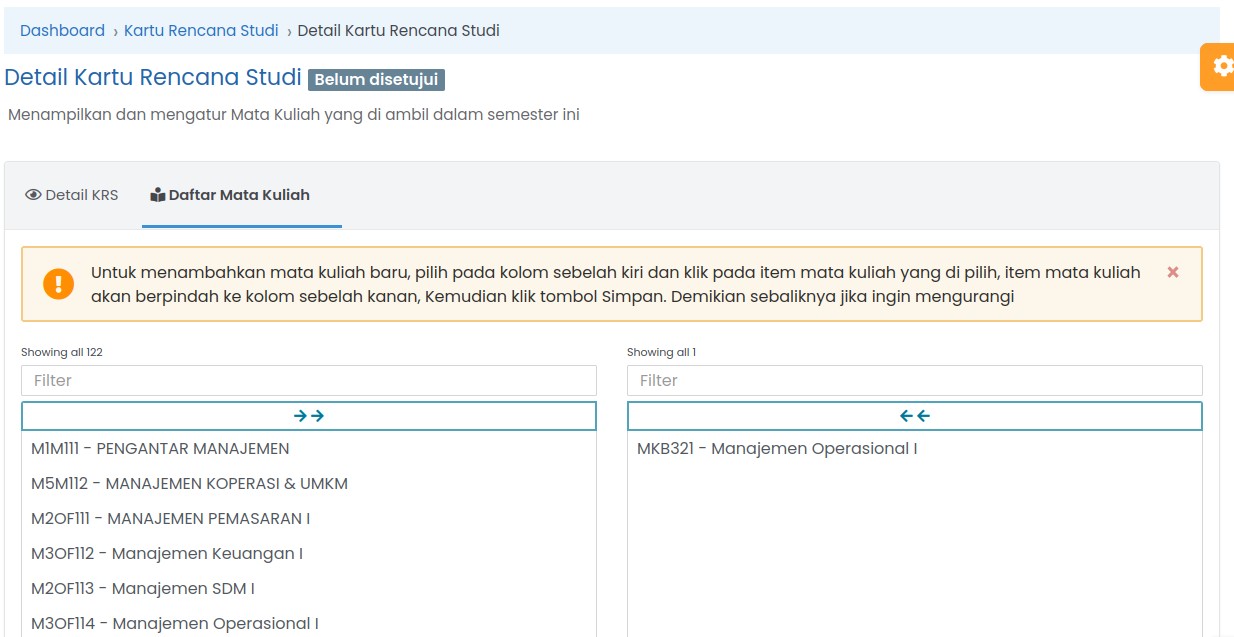 Dashboard › Kartu Rencana Studi › Detail Kartu Rencana Studi
Detail Kartu Rencana Studi Belum disetujui
Menampilkan dan mengatur Mata Kuliah yang di ambil dalam semester ini
Detail KRS Daftar Mata Kuliah
Untuk menambahkan mata kuliah baru, pilih pada kolom sebelah kiri dan klik pada item mata kuliah yang di pilih, item mata kuliah
akan berpindah ke kolom sebelah kanan, Kemudian klik tombol Simpan. Demikian sebaliknya jika ingin mengurangi
Showing all 122
Filter
M1M111 - PENGANTAR MANAJEMEN
M5M112 - MANAJEMEN KOPERASI & UMKM
M2OF111 - MANAJEMEN PEMASARAN I
M3OF112 - Manajemen Keuangan I
M2OF113 - Manajemen SDM I
M3OF114 - Manajemen Operasional I
Showing all 1
Filter
MKB321 - Manajemen Operasional I